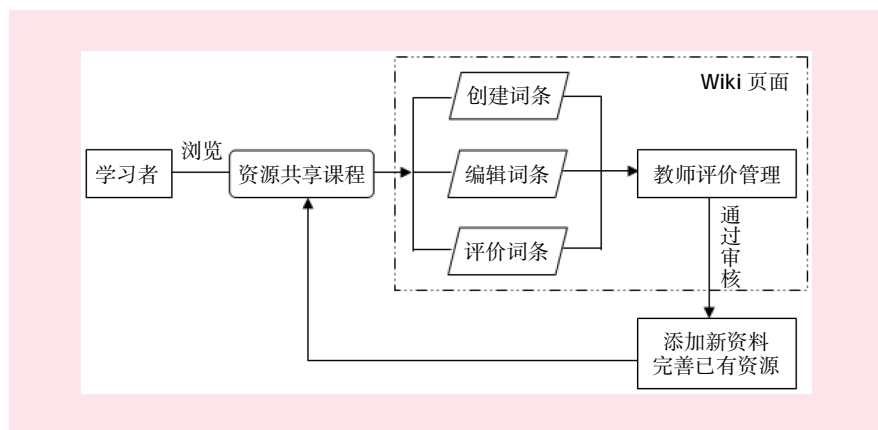 Wiki 页面
创建词条
浏览
学习者
资源共享课程
编辑词条
教师评价管理
评价词条
通过审核
添加新资料
完善已有资源